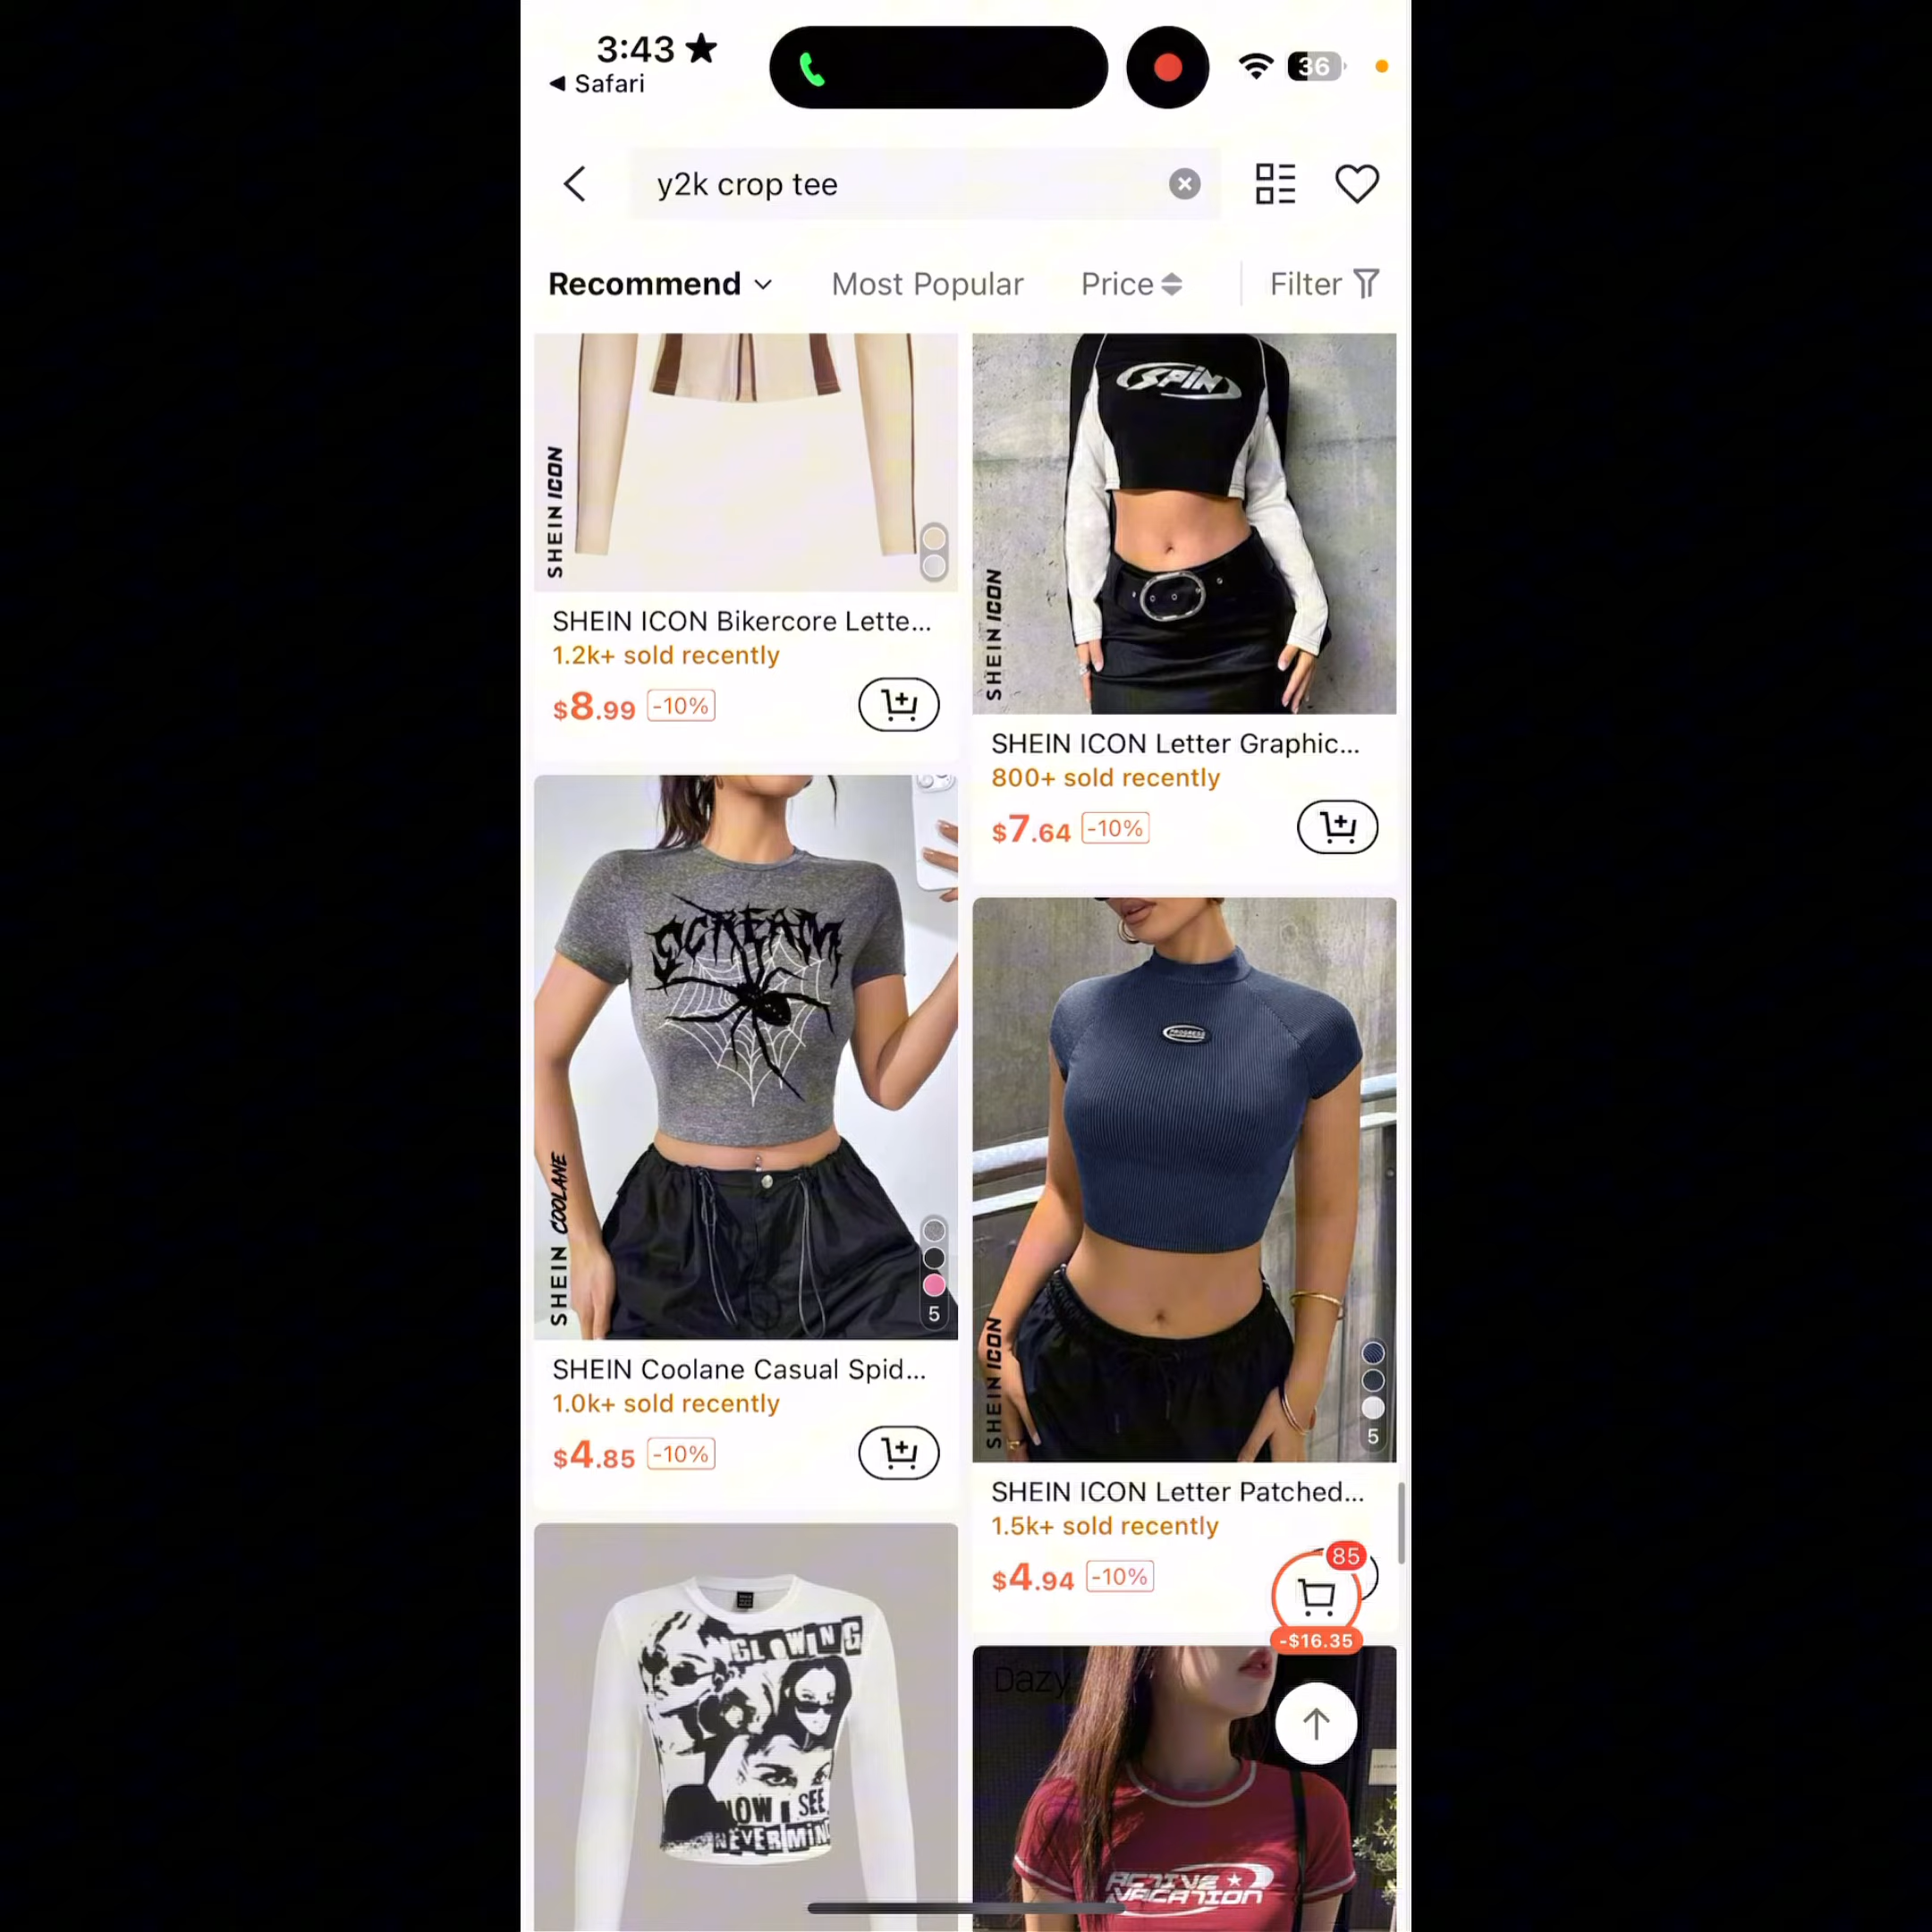 3:43
Safari
36
y2k crop tee
Recommend
Most Popular
Price
Filter
SHEIN ICON
SHEIN ICON Bikercore Lette...
1.2k+ sold recently
$8.99 -10%
SPIN
SHEIN ICON
SHEIN ICON Letter Graphic...
800+ sold recently
$7.64 -10%
SCREAM
SHEIN COOLANE
5
SHEIN Coolane Casual Spid...
1.0k+ sold recently
$4.85 -10%
PROGRESS
SHEIN ICON
5
SHEIN ICON Letter Patched...
1.5k+ sold recently
$4.94 -10%
85
-$16.35
GLOWING
NOW I SEE
NEVERMIND
Dazy
ACTIVE
VACATION